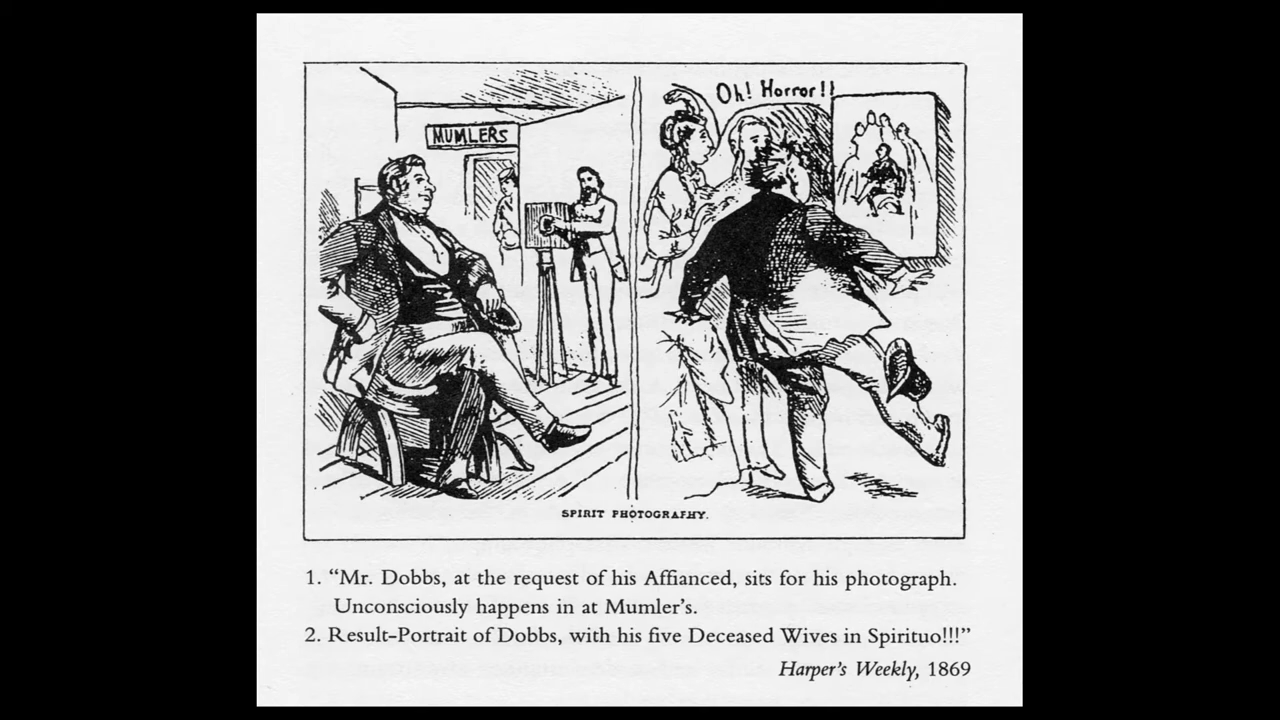 MUMLERS
Oh! Horror!!
SPIRIT PHOTOGRAPHY.
1. “Mr. Dobbs, at the request of his Affianced, sits for his photograph.
Unconsciously happens in at Mumler’s.
2. Result-Portrait of Dobbs, with his five Deceased Wives in Spirituo!!!”
Harper’s Weekly, 1869